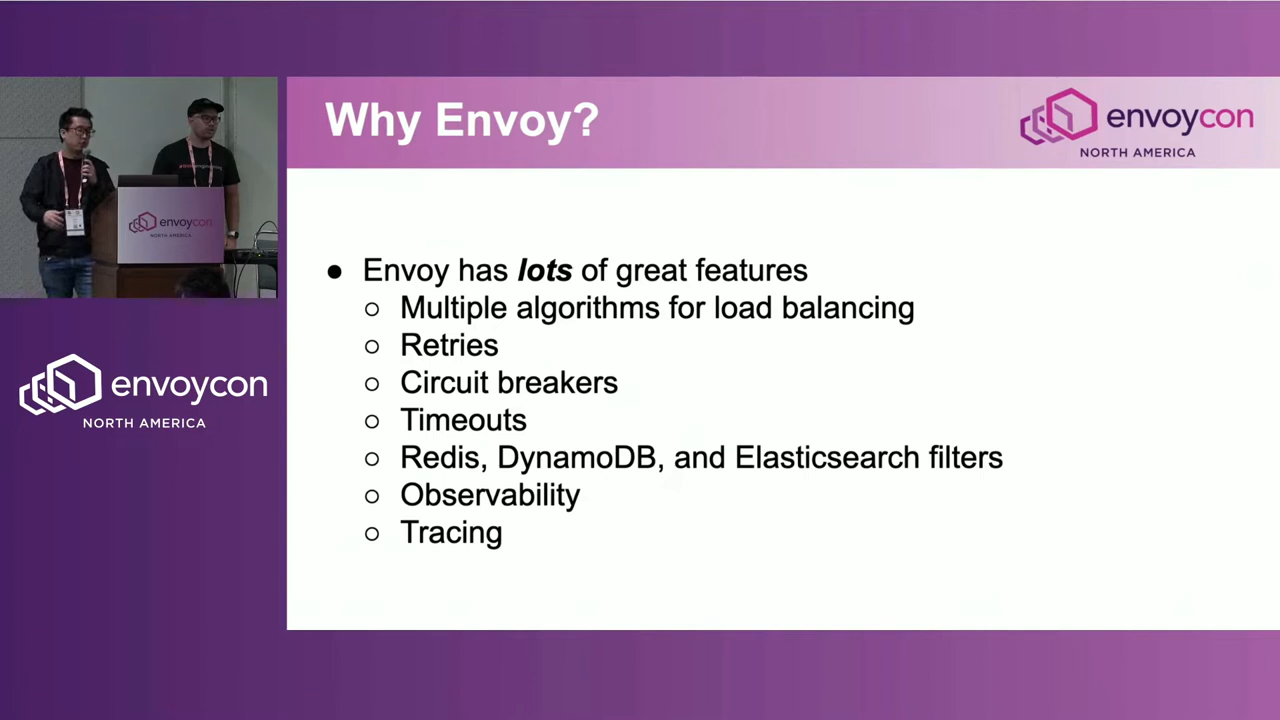 Why Envoy?
envoycon
NORTH AMERICA
envoycon
NORTH AMERICA
● Envoy has lots of great features
○ Multiple algorithms for load balancing
○ Retries
○ Circuit breakers
○ Timeouts
○ Redis, DynamoDB, and Elasticsearch filters
○ Observability
○ Tracing
envoycon
NORTH AMERICA